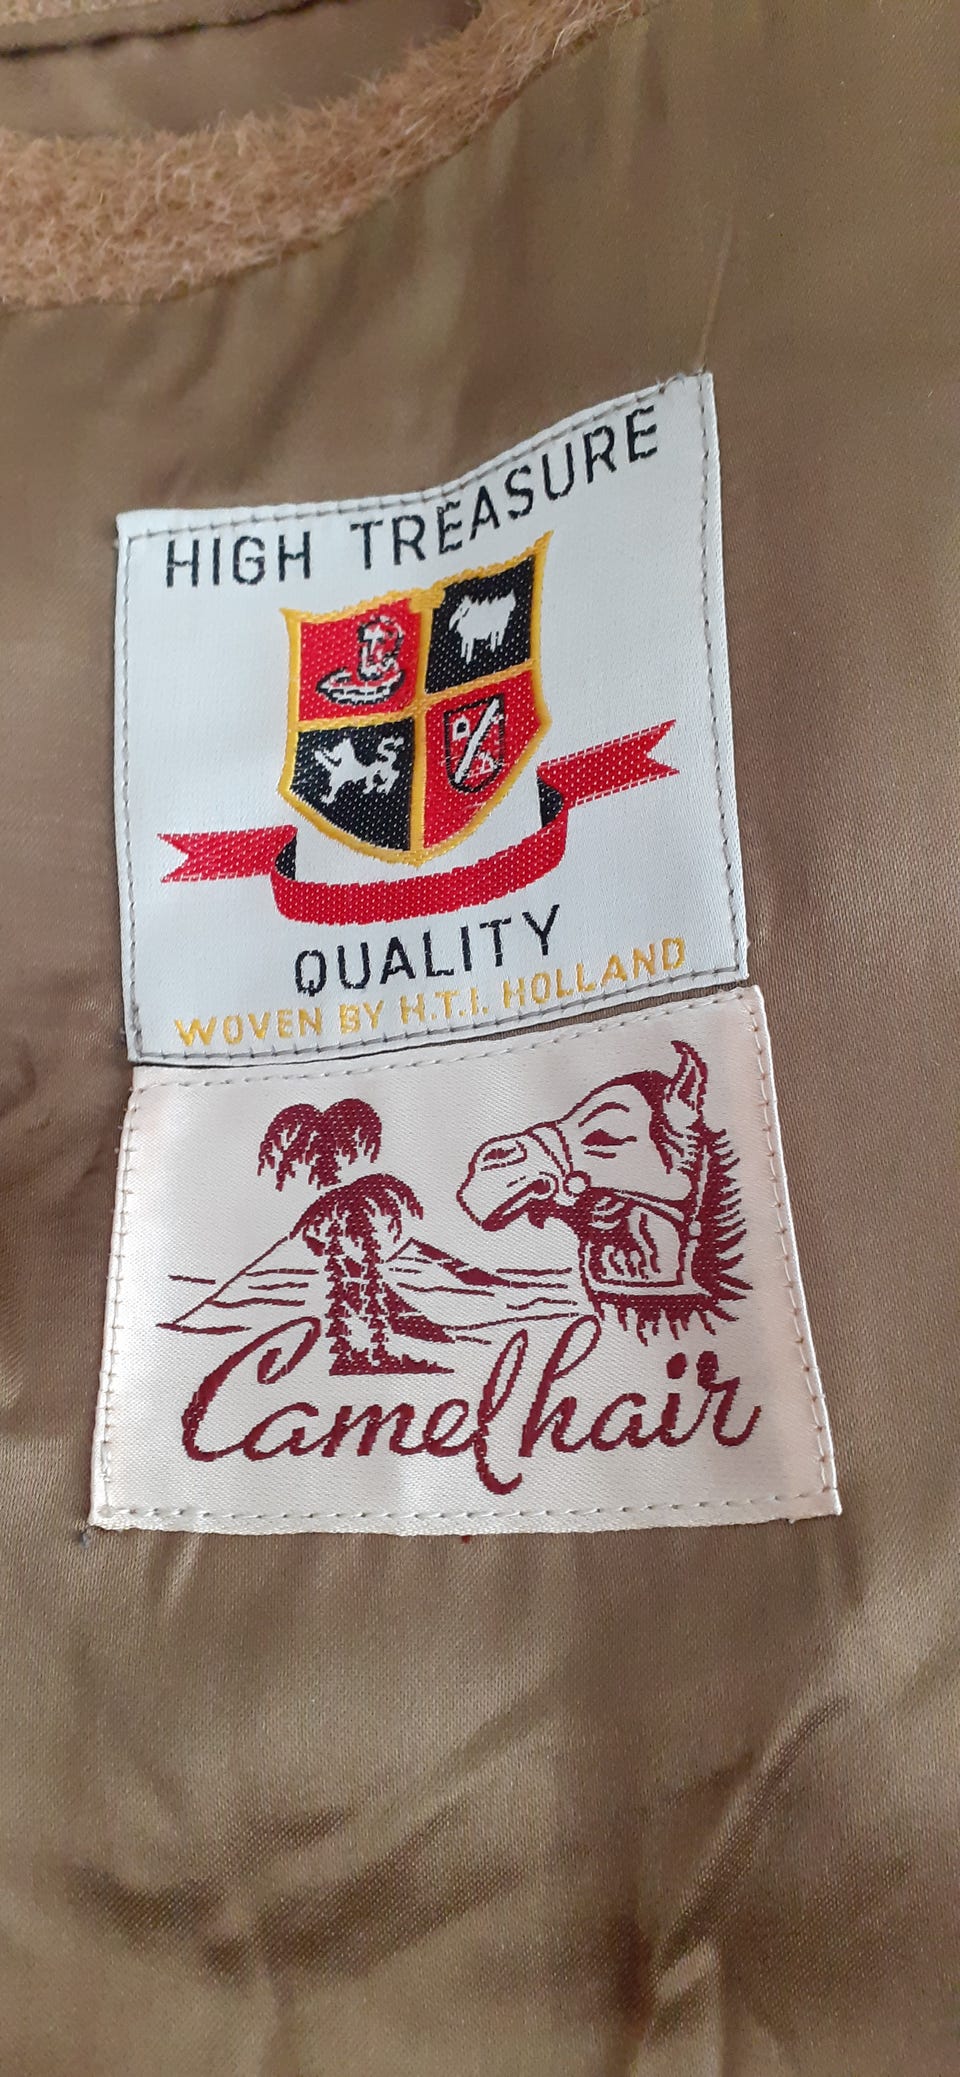 HIGH TREASURE
QUALITY
WOVEN BY H.T.I. HOLLAND
Camelhair